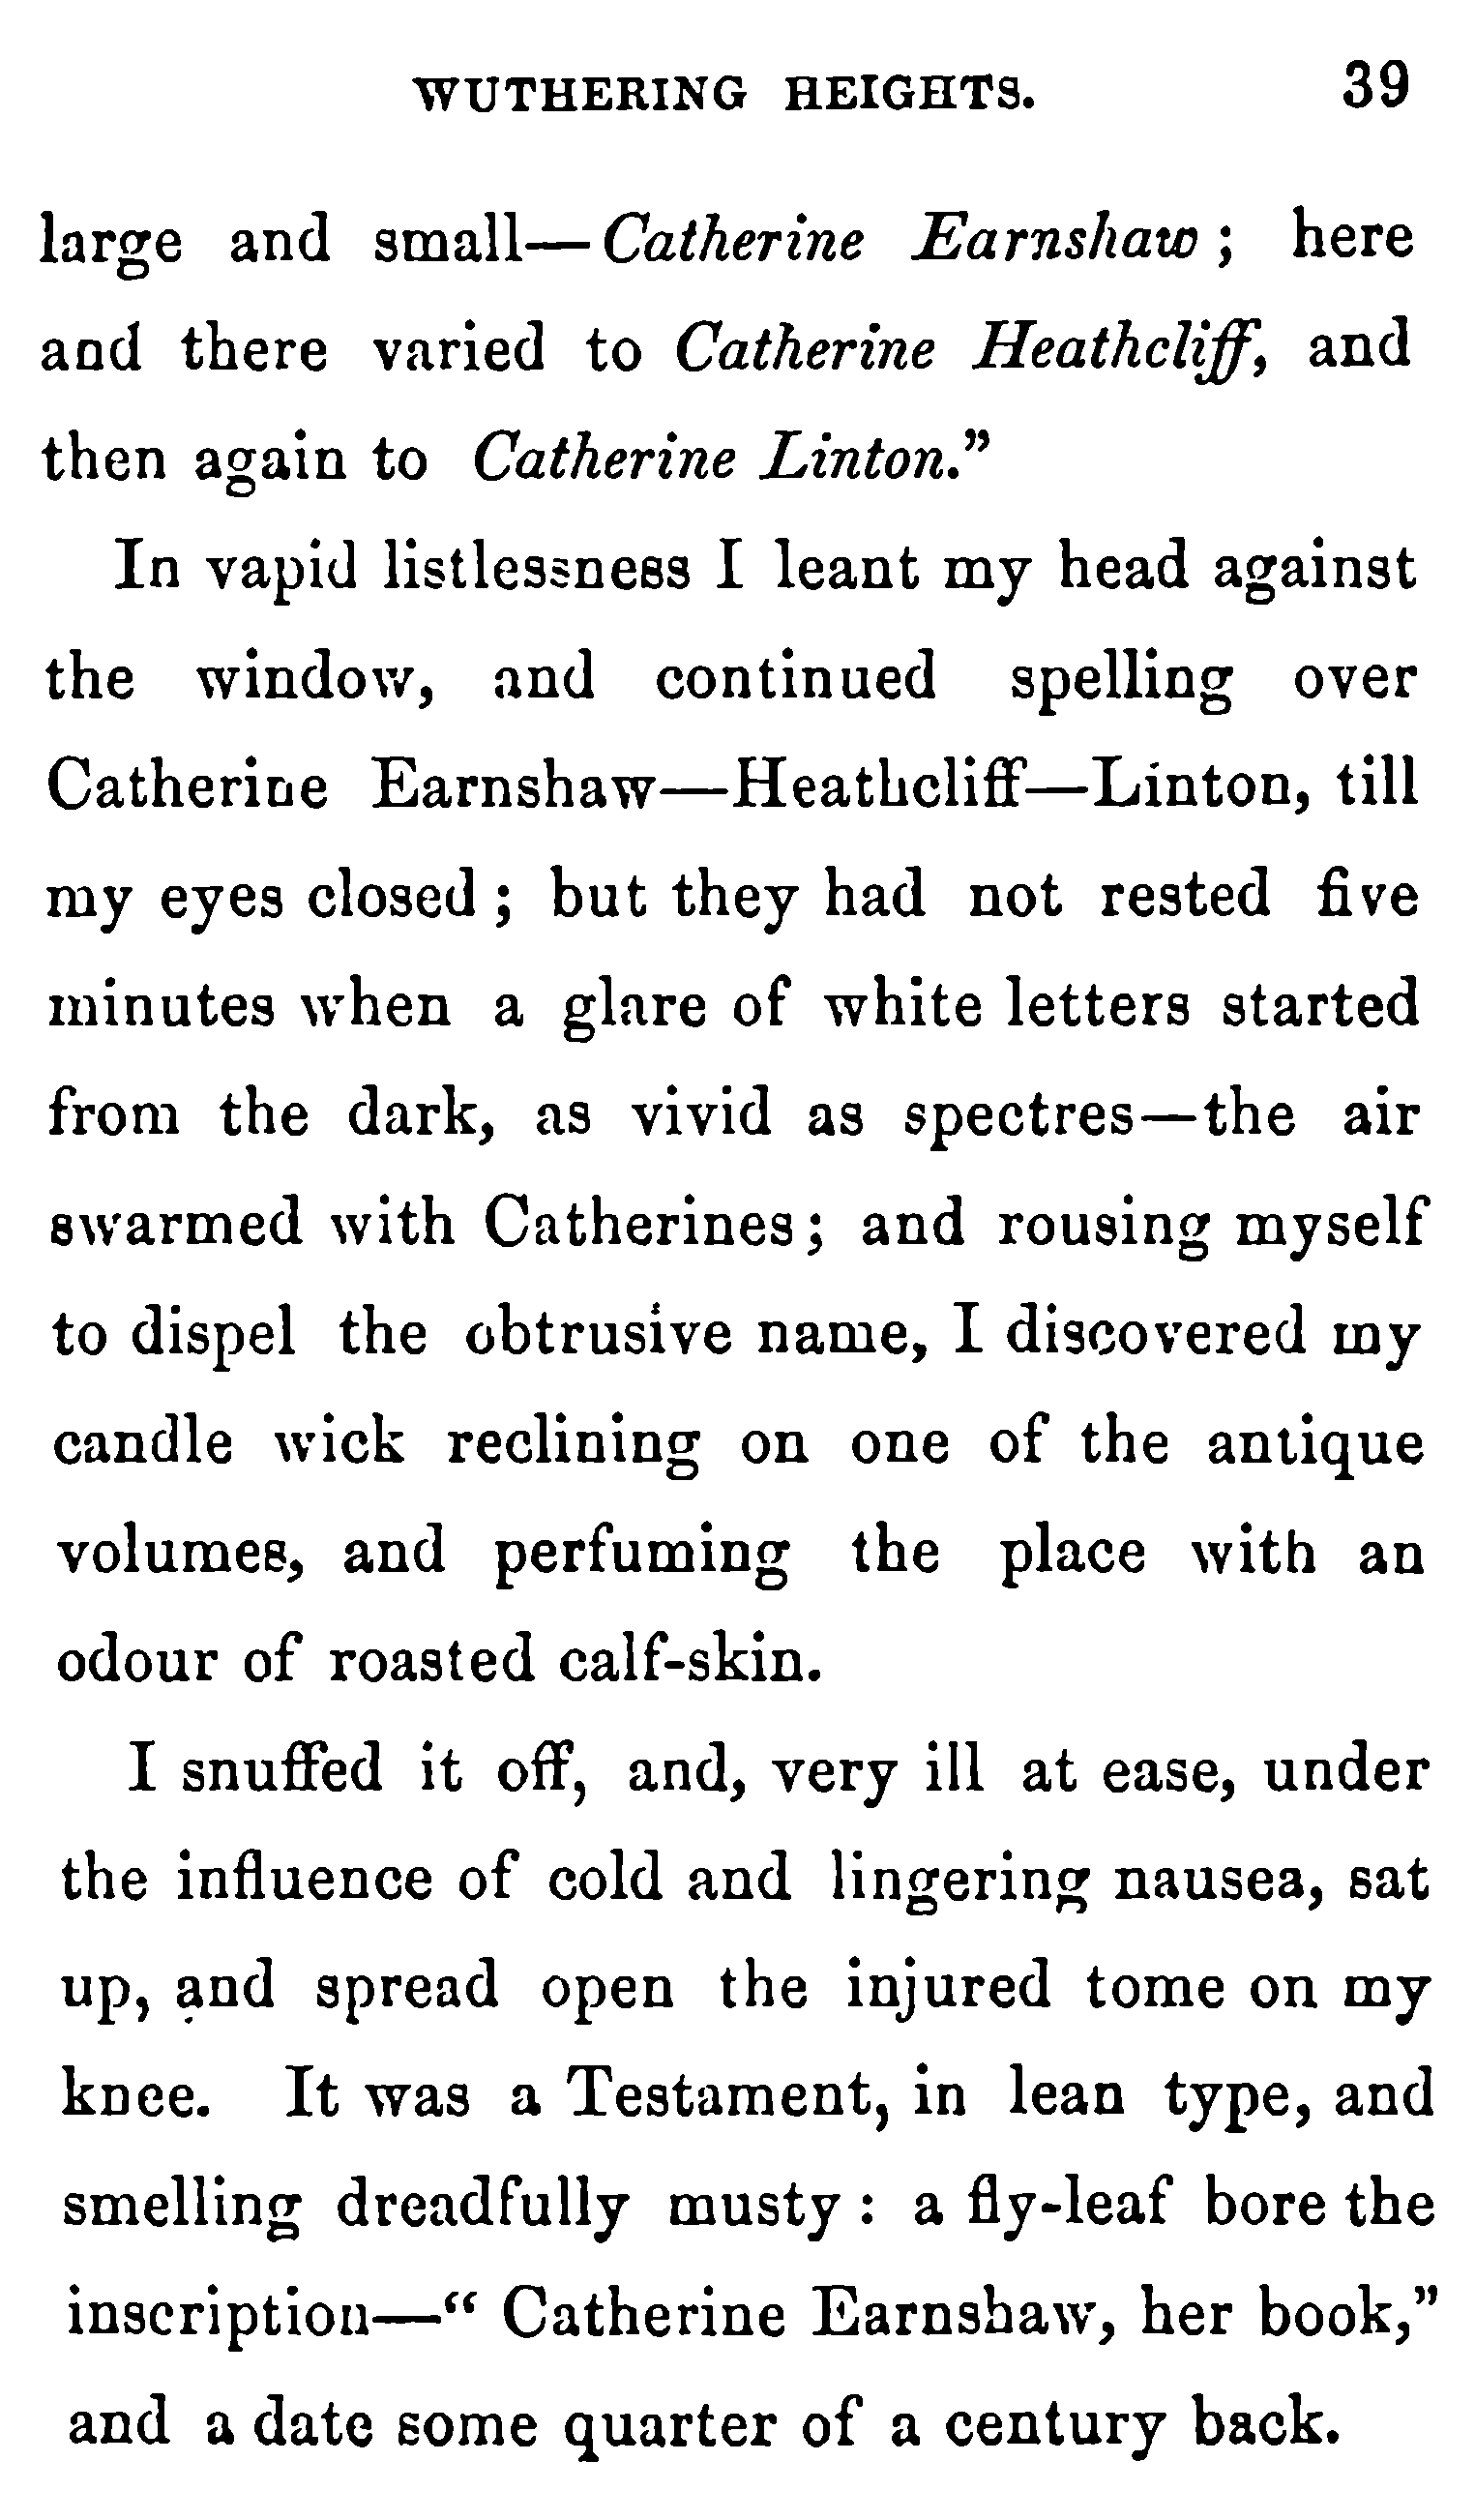 WUTHERING HEIGHTS. 39
large and small—Catherine Earnshaw; here
and there varied to Catherine Heathcliff, and
then again to Catherine Linton.”
In vapid listlessness I leant my head against
the window, and continued spelling over
Catherine Earnshaw—Heathcliff—Linton, till
my eyes closed; but they had not rested five
minutes when a glare of white letters started
from the dark, as vivid as spectres—the air
swarmed with Catherines; and rousing myself
to dispel the obtrusive name, I discovered my
candle wick reclining on one of the antique
volumes, and perfuming the place with an
odour of roasted calf-skin.
I snuffed it off, and, very ill at ease, under
the influence of cold and lingering nausea, sat
up, and spread open the injured tome on my
knee. It was a Testament, in lean type, and
smelling dreadfully musty: a fly-leaf bore the
inscription—“ Catherine Earnshaw, her book,”
and a date some quarter of a century back.